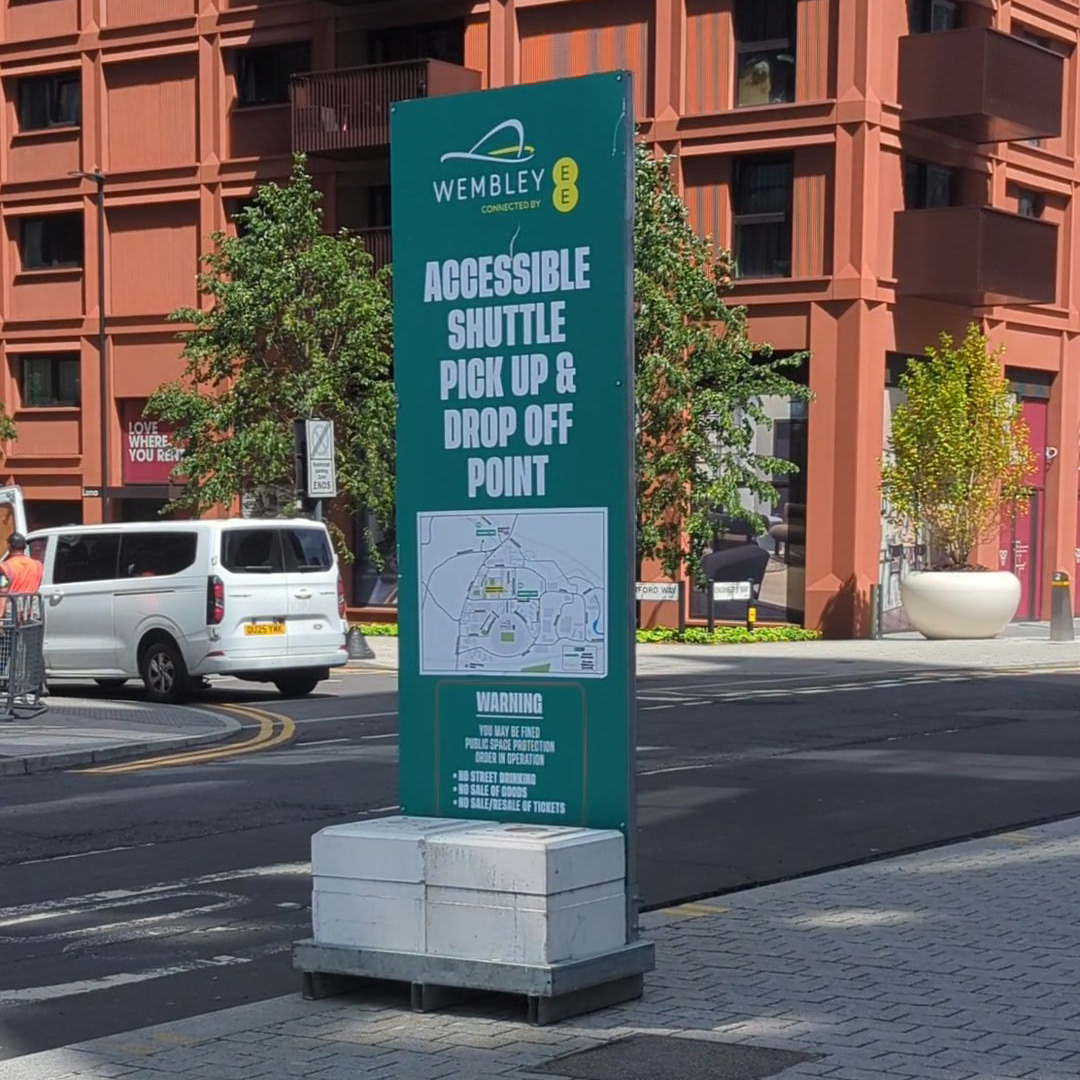 WEMBLEY
CONNECTED BY
EE
ACCESSIBLE
SHUTTLE
PICK UP &
DROP OFF
POINT
WARNING
YOU MAY BE FINED
PUBLIC SPACE PROTECTION
ORDER IN OPERATION
• NO STREET DRINKING
• NO SALE OF GOODS
• NO SALE/RESALE OF TICKETS
LOVE
WHERE
YOU RENT
ENDS
FORD WAY